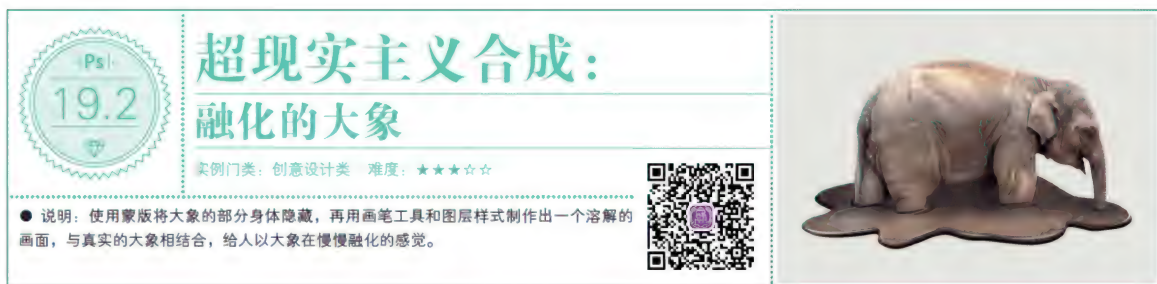 Ps
19.2
超现实主义合成：
融化的大象
实例门类：创意设计类 难度：★★★☆☆
● 说明：使用蒙版将大象的部分身体隐藏，再用画笔工具和图层样式制作出一个溶解的
画面，与真实的大象相结合，给人以大象在慢慢融化的感觉。